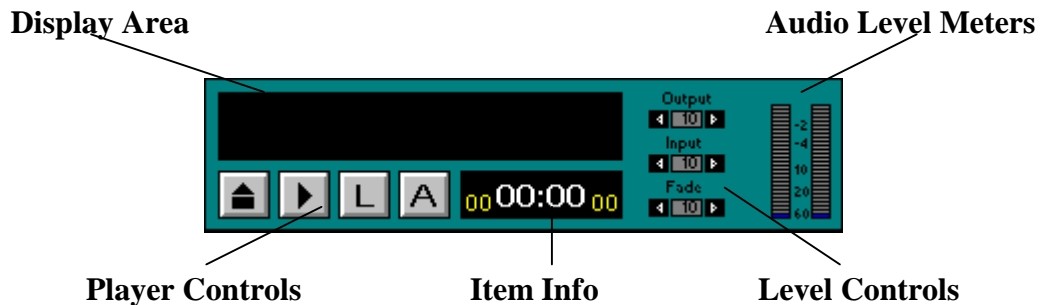 Display Area
Audio Level Meters
Output
10
Input
10
Fade
10
-2
-4
10
20
60
L
A
00 00:00 00
Player Controls
Item Info
Level Controls